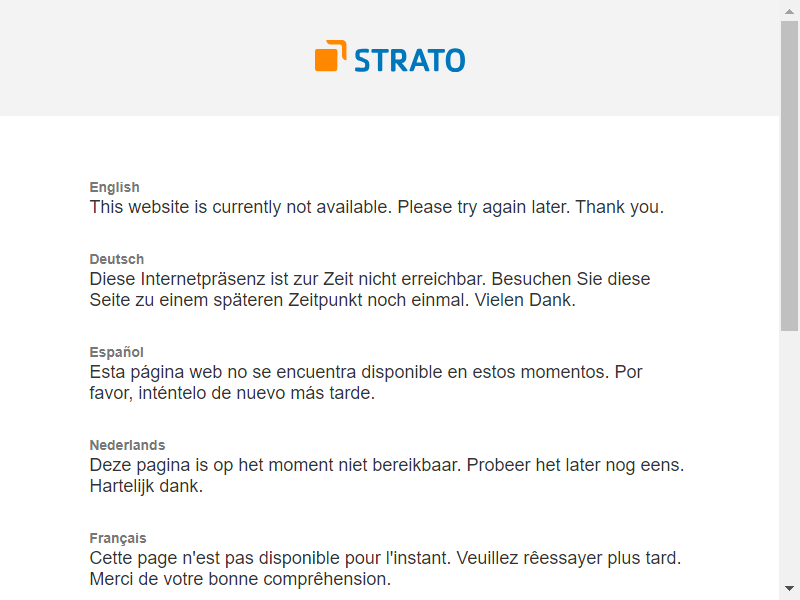 STRATO
English
This website is currently not available. Please try again later. Thank you.
Deutsch
Diese Internetpräsenz ist zur Zeit nicht erreichbar. Besuchen Sie diese
Seite zu einem späteren Zeitpunkt noch einmal. Vielen Dank.
Español
Esta página web no se encuentra disponible en estos momentos. Por
favor, inténtelo de nuevo más tarde.
Nederlands
Deze pagina is op het moment niet bereikbaar. Probeer het later nog eens.
Hartelijk dank.
Français
Cette page n'est pas disponible pour l'instant. Veuillez rêessayer plus tard.
Merci de votre bonne comprêhension.